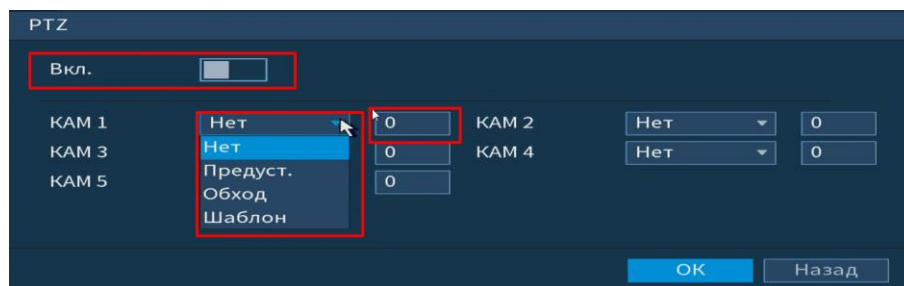 PTZ
Вкл.
КАМ 1 Нет 0 КАМ 2 Нет 0
КАМ 3 Нет 0 КАМ 4 Нет 0
КАМ 5 Предуст. 0
Обход
Шаблон
ОК Назад